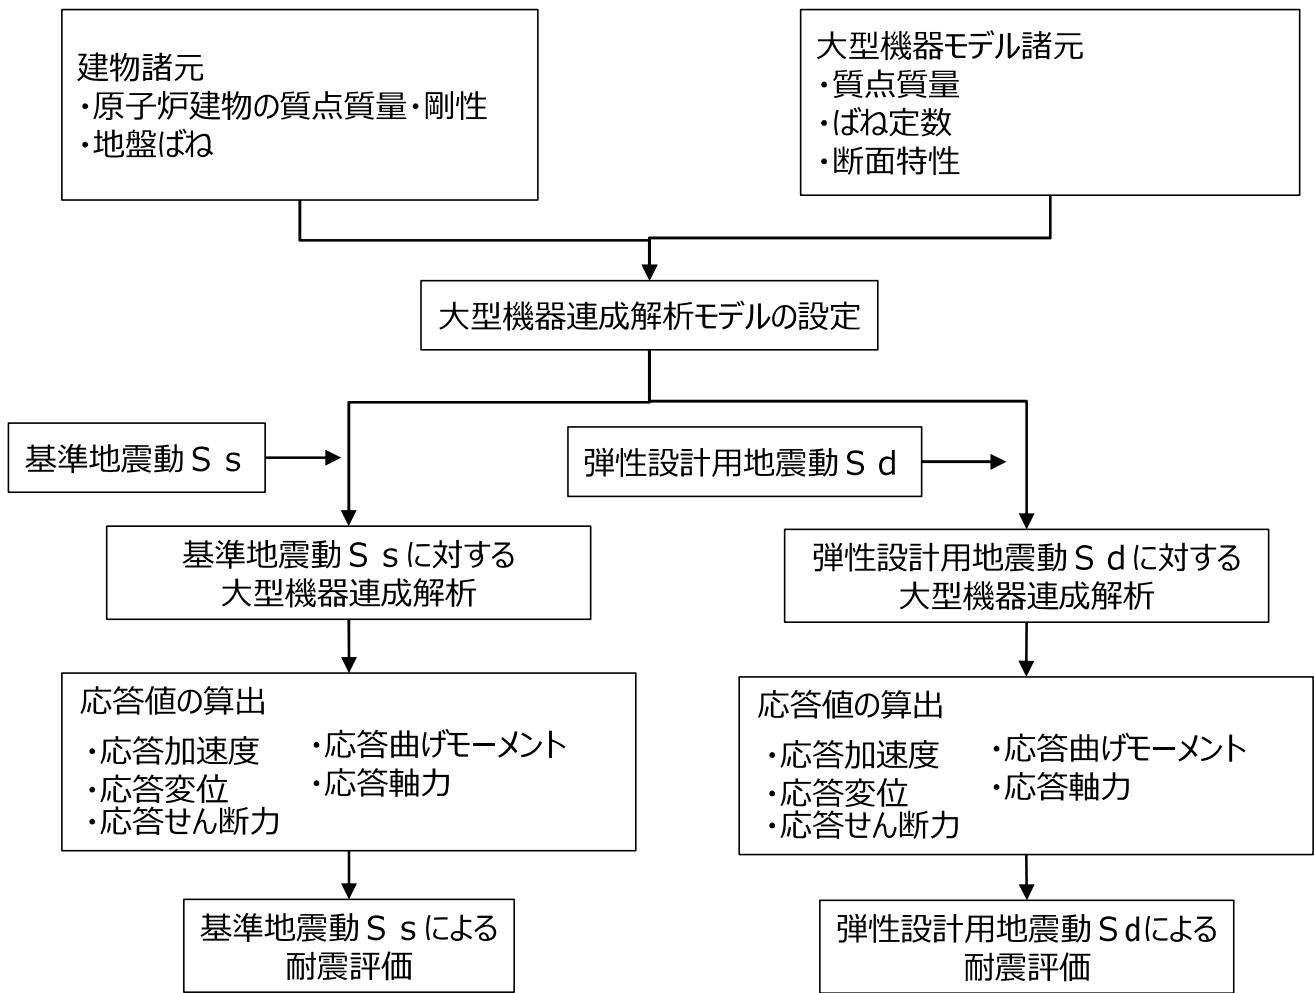 建物諸元
・原子炉建物の質点質量・剛性
・地盤ばね
大型機器モデル諸元
・質点質量
・ばね定数
・断面特性
大型機器連成解析モデルの設定
基準地震動Ｓｓ
弾性設計用地震動Ｓｄ
基準地震動Ｓｓに対する
大型機器連成解析
弾性設計用地震動Ｓｄに対する
大型機器連成解析
応答値の算出
・応答加速度
・応答変位
・応答せん断力
・応答曲げモーメント
・応答軸力
応答値の算出
・応答加速度
・応答変位
・応答せん断力
・応答曲げモーメント
・応答軸力
基準地震動Ｓｓによる
耐震評価
弾性設計用地震動Ｓdによる
耐震評価